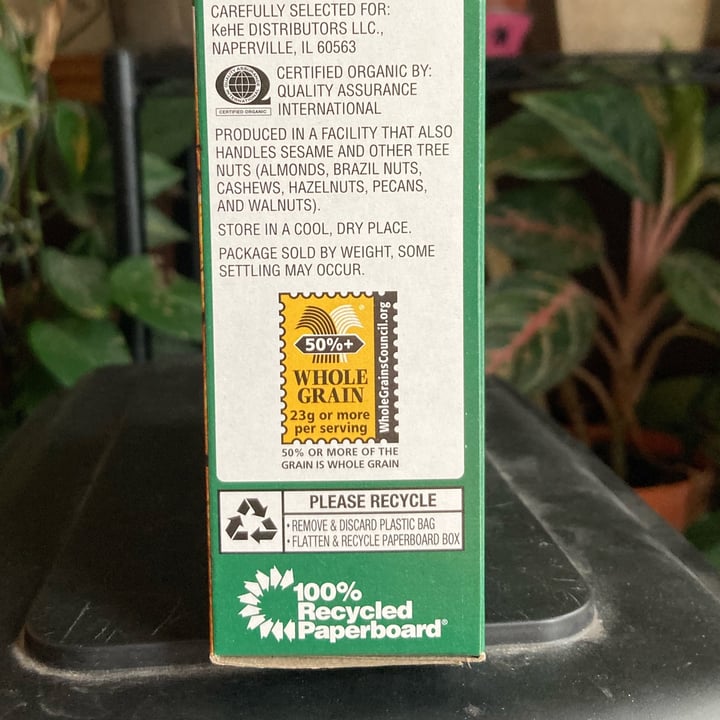 CAREFULLY SELECTED FOR:
KeHE DISTRIBUTORS LLC.,
NAPERVILLE, IL 60563
CERTIFIED ORGANIC
CERTIFIED ORGANIC BY:
QUALITY ASSURANCE
INTERNATIONAL
PRODUCED IN A FACILITY THAT ALSO
HANDLES SESAME AND OTHER TREE
NUTS (ALMONDS, BRAZIL NUTS,
CASHEWS, HAZELNUTS, PECANS,
AND WALNUTS).
STORE IN A COOL, DRY PLACE.
PACKAGE SOLD BY WEIGHT, SOME
SETTLING MAY OCCUR.
50%+
WHOLE
GRAIN
23g or more
per serving
WholeGrainsCouncil.org
50% OR MORE OF THE
GRAIN IS WHOLE GRAIN
PLEASE RECYCLE
• REMOVE & DISCARD PLASTIC BAG
• FLATTEN & RECYCLE PAPERBOARD BOX
100%
Recycled
Paperboard®